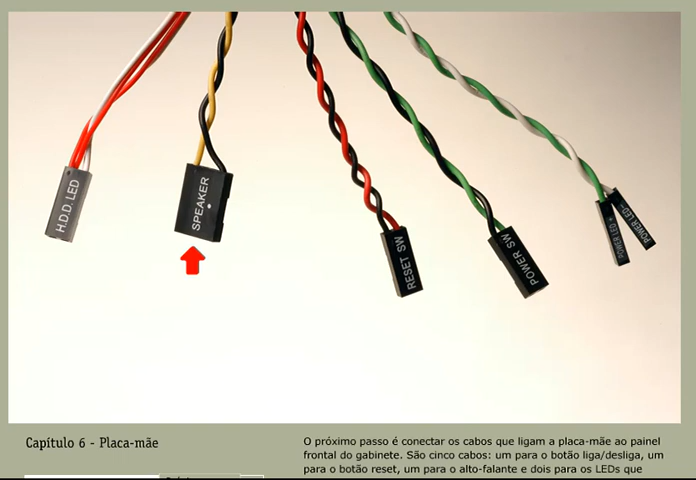 H.D.D. LED
SPEAKER
RESET SW
POWER SW
POWER LED +
POWER LED-
Capítulo 6 - Placa-mãe
O próximo passo é conectar os cabos que ligam a placa-mãe ao painel
frontal do gabinete. São cinco cabos: um para o botão liga/desliga, um
para o botão reset, um para o alto-falante e dois para os LEDs que